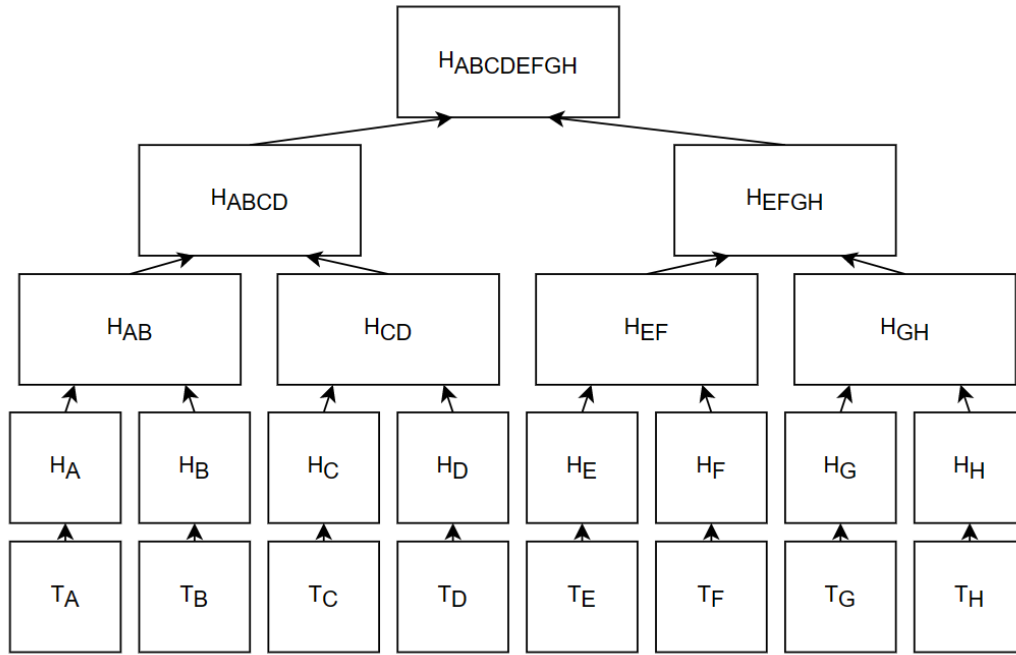 HABCDEFGH
HABCD HEFGH
HAB HCD HEF HGH
HA HB HC HD HE HF HG HH
TA TB TC TD TE TF TG TH